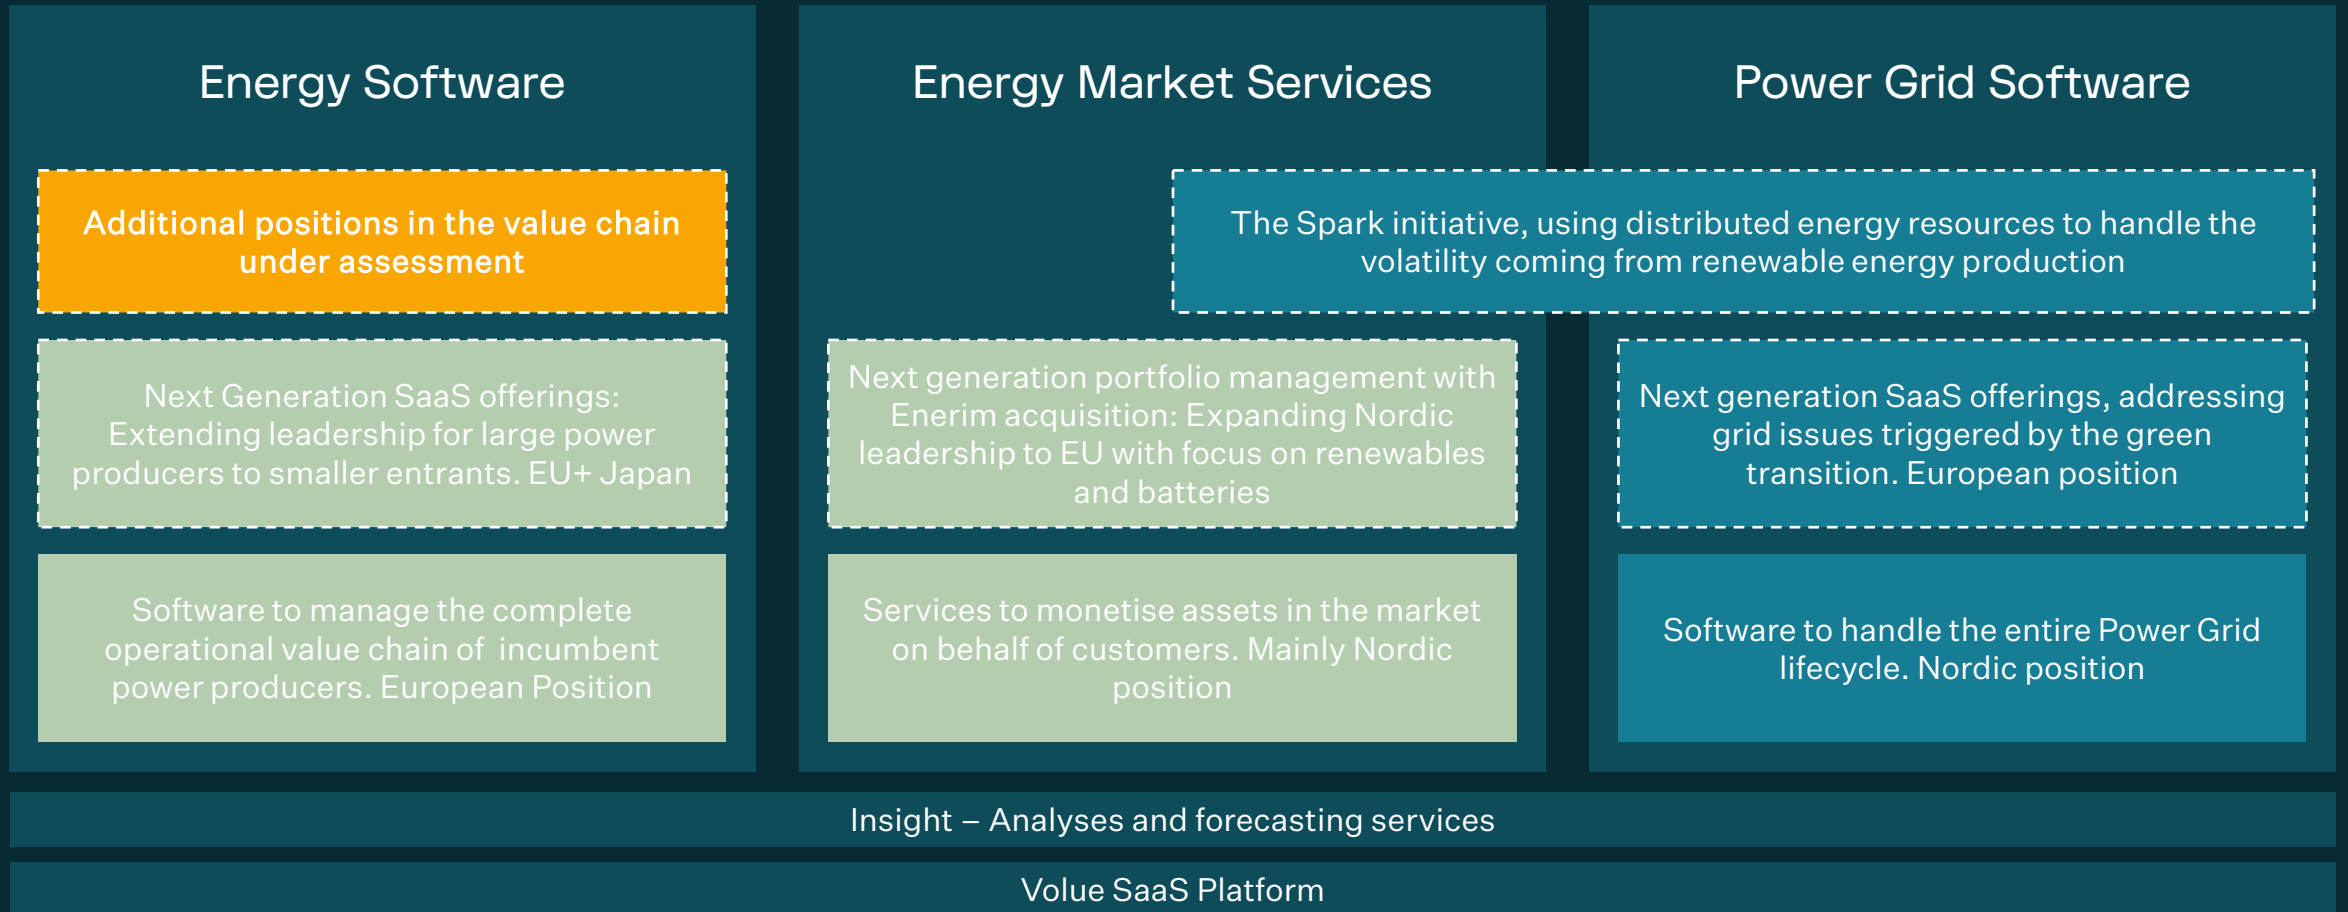 Energy Software
Additional positions in the value chain
under assessment
Next Generation SaaS offerings:
Extending leadership for large power
producers to smaller entrants. EU+ Japan
Software to manage the complete
operational value chain of incumbent
power producers. European Position
Energy Market Services
Power Grid Software
The Spark initiative, using distributed energy resources to handle the
volatility coming from renewable energy production
Next generation portfolio management with
Enerim acquisition: Expanding Nordic
leadership to EU with focus on renewables
and batteries
Services to monetise assets in the market
on behalf of customers. Mainly Nordic
position
Next generation SaaS offerings, addressing
grid issues triggered by the green
transition. European position
Software to handle the entire Power Grid
lifecycle. Nordic position
Insight – Analyses and forecasting services
Volue SaaS Platform